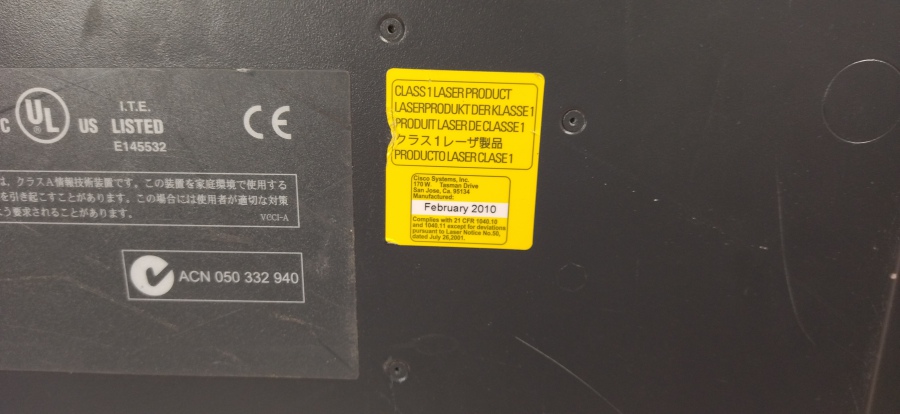 C UL US
®
I.T.E.
LISTED
E145532
CE
は、クラスA情報技術装置です。この装置を家庭環境で使用する
を引き起こすことがあります。この場合には使用者が適切な対策
よう要求されることがあります。
VCCI-A
ACN 050 332 940
CLASS 1 LASER PRODUCT
LASERPRODUKT DER KLASSE 1
PRODUIT LASER DE CLASSE 1
クラス1レーザ製品
PRODUCTO LASER CLASE 1
Cisco Systems, Inc.
170 W Tasman Drive
San Jose, Ca. 95134
Manufactured:
February 2010
Complies with 21 CFR 1040.10
and 1040.11 except for deviations
pursuant to Laser Notice No.50,
dated July 26,2001.